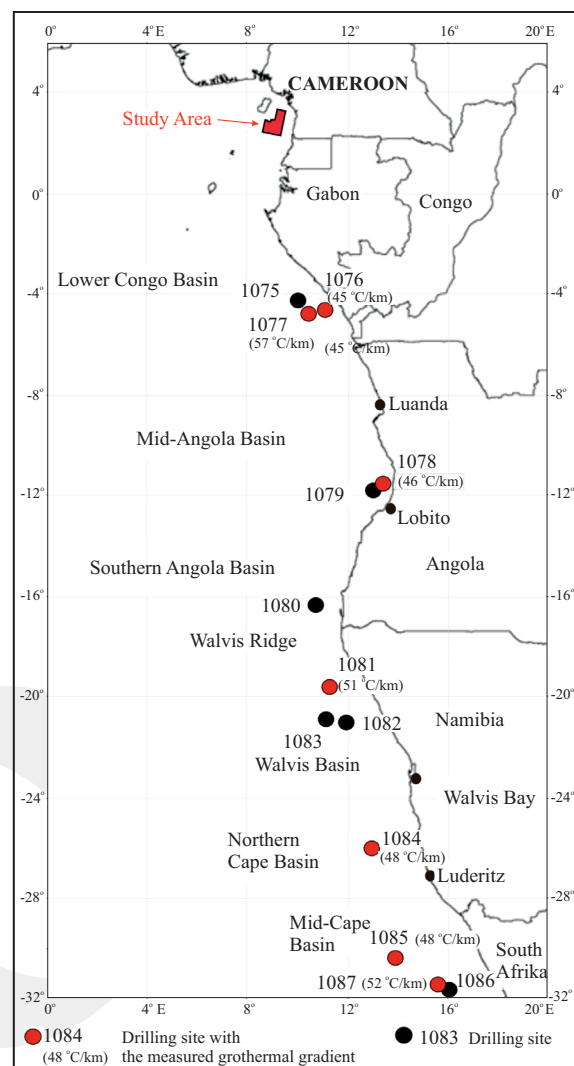 0° 4° E 8° 12° 16° 20°E
CAMEROON
4° 4°
Study Area
0° 0°
Gabon
Congo
Lower Congo Basin
1075
1076
(45 °C/km)
-4° -4°
1077
(57 °C/km)
(45 °C/km)
-8° -8°
Luanda
Mid-Angola Basin
1078
(46 °C/km)
1079
-12° -12°
Lobito
Southern Angola Basin
Angola
1080
-16° -16°
Walvis Ridge
1081
(51 °C/km)
-20° -20°
1083
1082
Namibia
Walvis Basin
-24° -24°
Walvis Bay
Northern
Cape Basin
1084
(48 °C/km)
Luderitz
-28° -28°
Mid-Cape
Basin
1085 (48 °C/km)
South
Afrika
1087 (52 °C/km)
1086
-32° -32°
0° 4° E 8° 12° 16° 20°E
1084
(48 °C/km)
Drilling site with
the measured grothermal gradient
1083 Drilling site